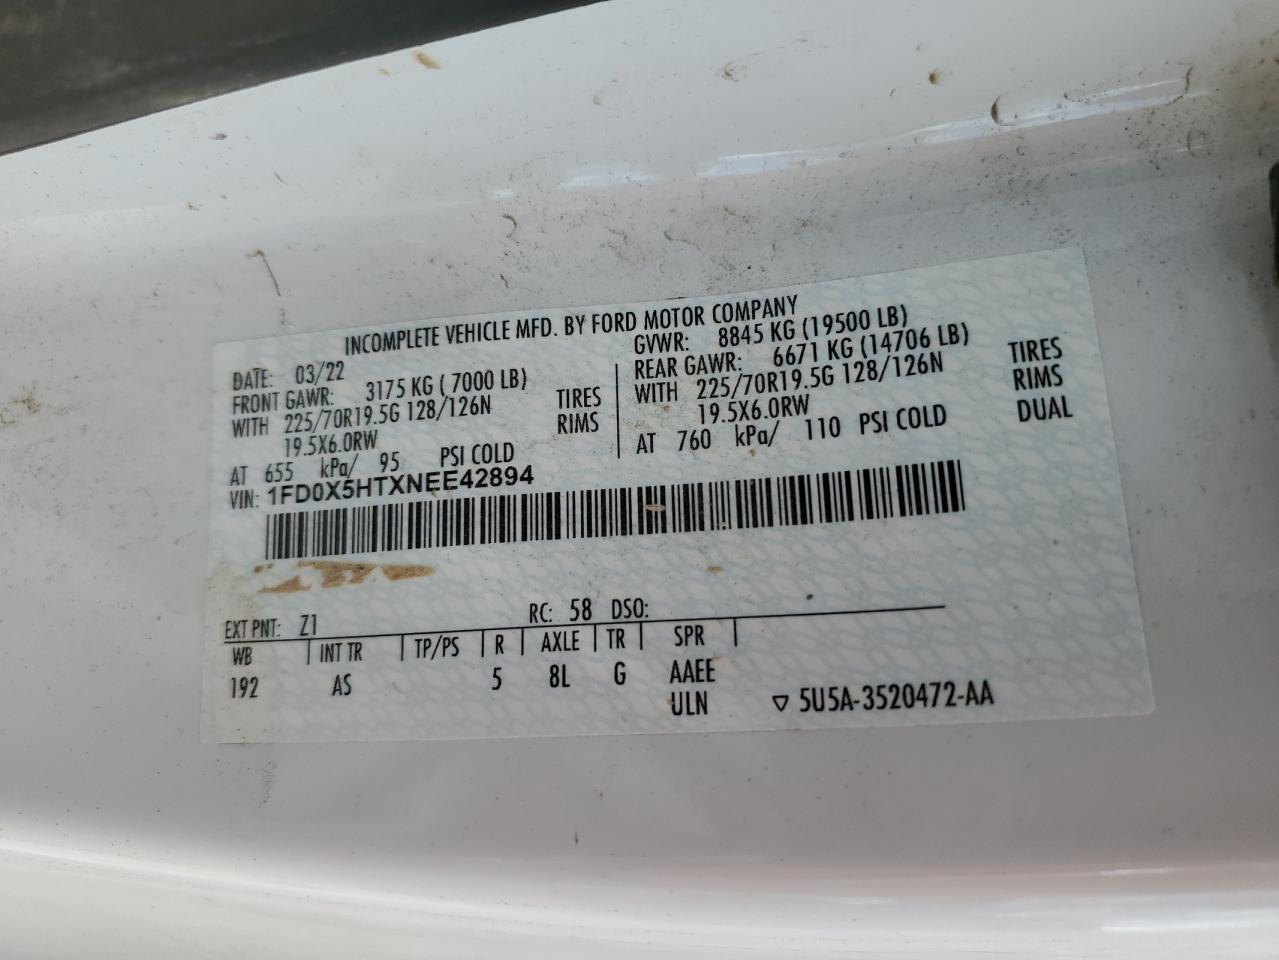 INCOMPLETE VEHICLE MFD. BY FORD MOTOR COMPANY
DATE: 03/22
FRONT GAWR: 3175 KG ( 7000 LB)
WITH 225/70R19.5G 128/126N TIRES
19.5X6.0RW RIMS
AT 655 kPa/ 95 PSI COLD
GVWR: 8845 KG (19500 LB)
REAR GAWR: 6671 KG (14706 LB)
WITH 225/70R19.5G 128/126N TIRES
19.5X6.0RW RIMS
AT 760 kPa/ 110 PSI COLD DUAL
VIN: 1FD0X5HTXNEE42894
EXT PNT: Z1 RC: 58 DSO:
WB INT TR TP/PS R AXLE TR SPR
192 AS 5 8L G AAEE
ULN ▽ 5U5A-3520472-AA